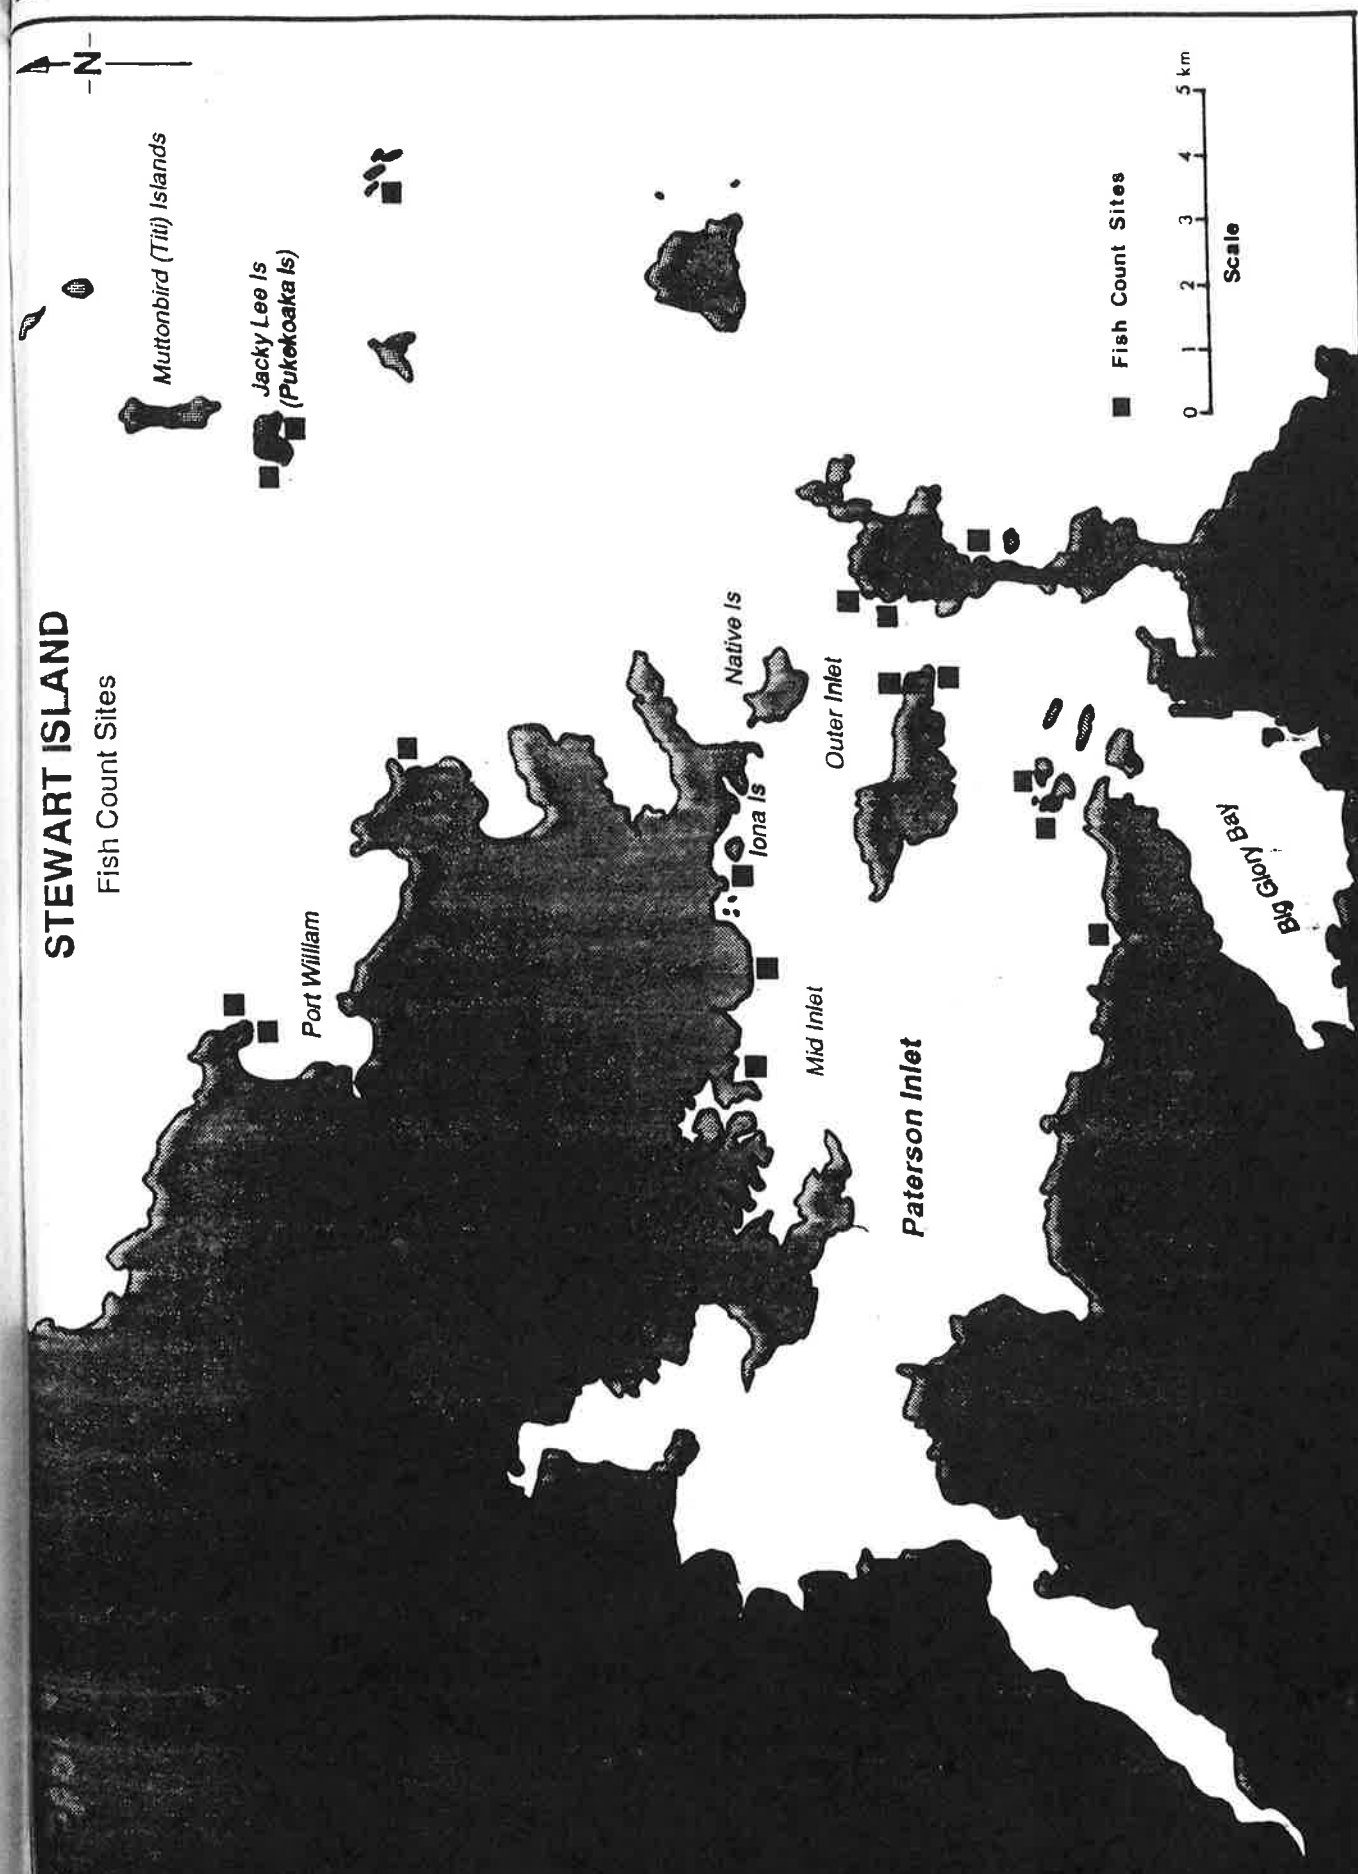 STEWART ISLAND
Fish Count Sites
-N-
Muttonbird (Titi) Islands
Jacky Lee Is
(Pukekoaka Is)
Port William
Native Is
Iona Is
Outer Inlet
Mid Inlet
Paterson Inlet
Big Glory Bay
Fish Count Sites
0 1 2 3 4 5 km
Scale